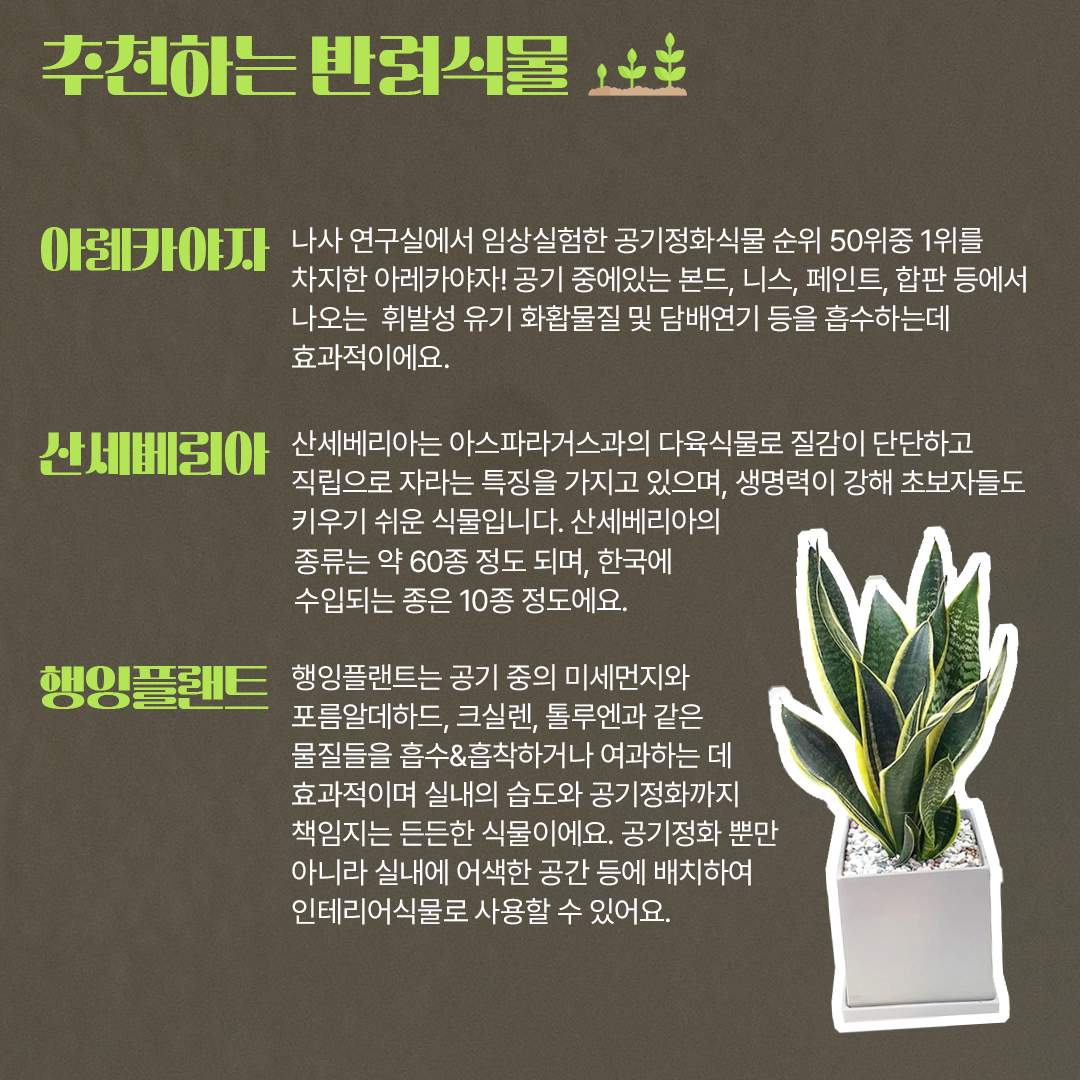 추천하는 반려식물
아레카야자
나사 연구실에서 임상실험한 공기정화식물 순위 50위중 1위를
차지한 아레카야자! 공기 중에있는 본드, 니스, 페인트, 합판 등에서
나오는 휘발성 유기 화홥물질 및 담배연기 등을 흡수하는데
효과적이에요.
산세베리아
산세베리아는 아스파라거스과의 다육식물로 질감이 단단하고
직립으로 자라는 특징을 가지고 있으며, 생명력이 강해 초보자들도
키우기 쉬운 식물입니다. 산세베리아의
종류는 약 60종 정도 되며, 한국에
수입되는 종은 10종 정도에요.
행잉플랜트
행잉플랜트는 공기 중의 미세먼지와
포름알데하드, 크실렌, 톨루엔과 같은
물질들을 흡수&흡착하거나 여과하는 데
효과적이며 실내의 습도와 공기정화까지
책임지는 든든한 식물이에요. 공기정화 뿐만
아니라 실내에 어색한 공간 등에 배치하여
인테리어식물로 사용할 수 있어요.